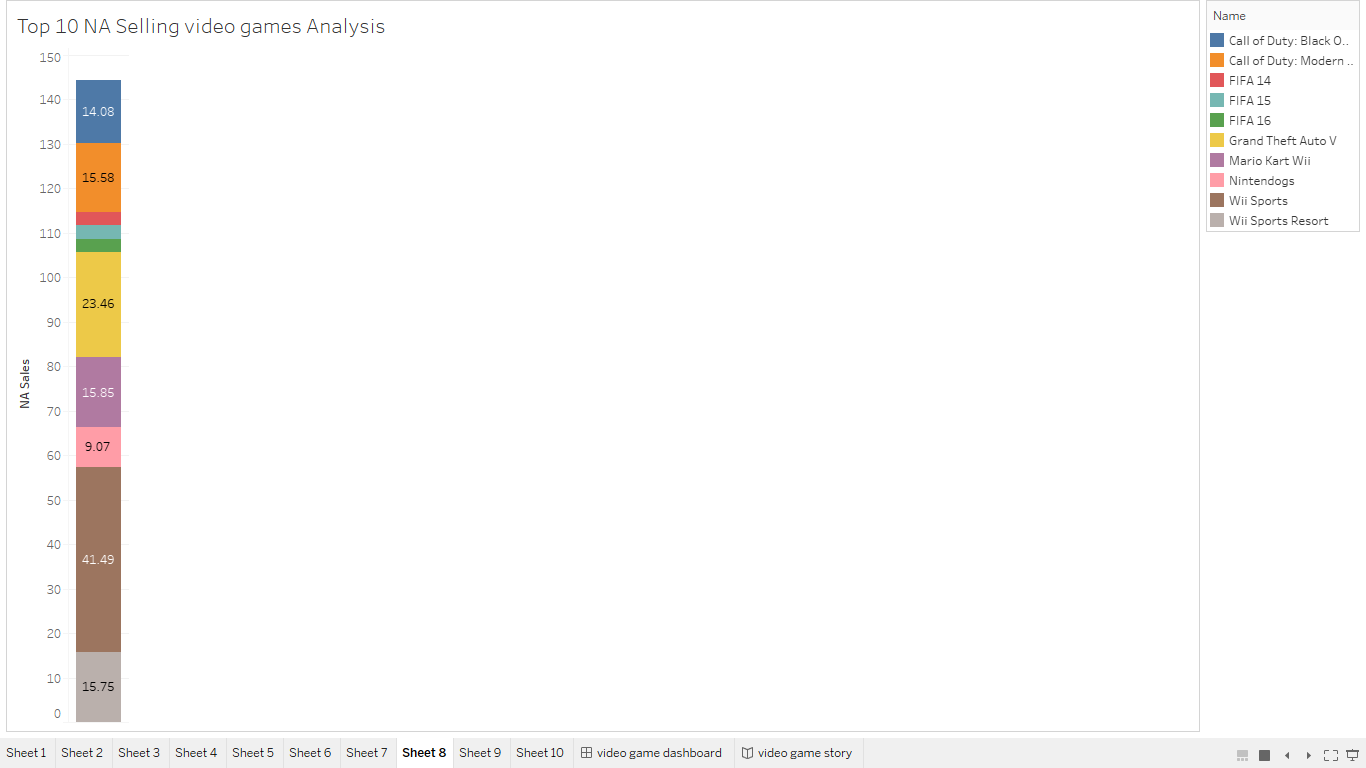 Top 10 NA Selling video games Analysis
150
140
130
120
110
100
90
80
70
60
50
40
30
20
10
0
NA Sales
14.08
15.58
23.46
15.85
9.07
41.49
15.75
Name
Call of Duty: Black O..
Call of Duty: Modern ..
FIFA 14
FIFA 15
FIFA 16
Grand Theft Auto V
Mario Kart Wii
Nintendogs
Wii Sports
Wii Sports Resort
Sheet 1 Sheet 2 Sheet 3 Sheet 4 Sheet 5 Sheet 6 Sheet 7 Sheet 8 Sheet 9 Sheet 10 video game dashboard video game story